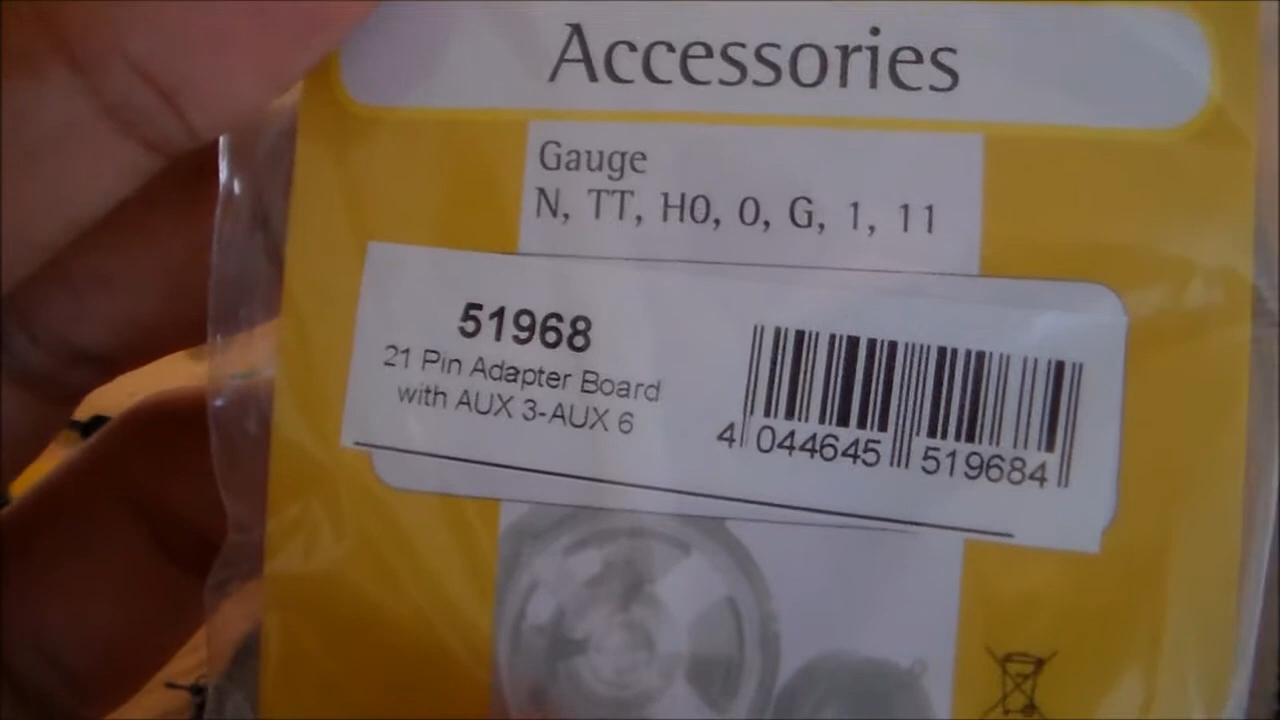 Accessories
Gauge
N, TT, H0, 0, G, 1, 11
51968
21 Pin Adapter Board
with AUX 3-AUX 6
4 044645 519684